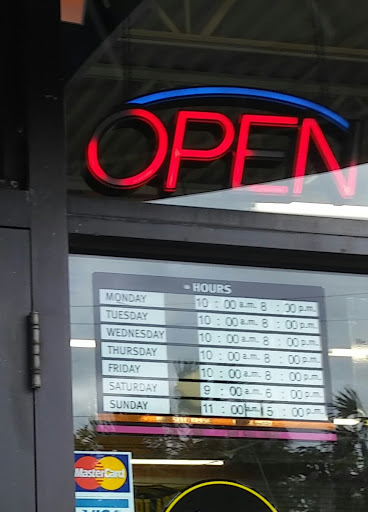 OPEN
HOURS
MONDAY 10 : 00 a.m. 8 : 00 p.m.
TUESDAY 10 : 00 a.m. 8 : 00 p.m.
WEDNESDAY 10 : 00 a.m. 8 : 00 p.m.
THURSDAY 10 : 00 a.m. 8 : 00 p.m.
FRIDAY 10 : 00 a.m. 8 : 00 p.m.
SATURDAY 9 : 00 a.m. 6 : 00 p.m.
SUNDAY 11 : 00 a.m. 5 : 00 p.m.
MasterCard
VISA